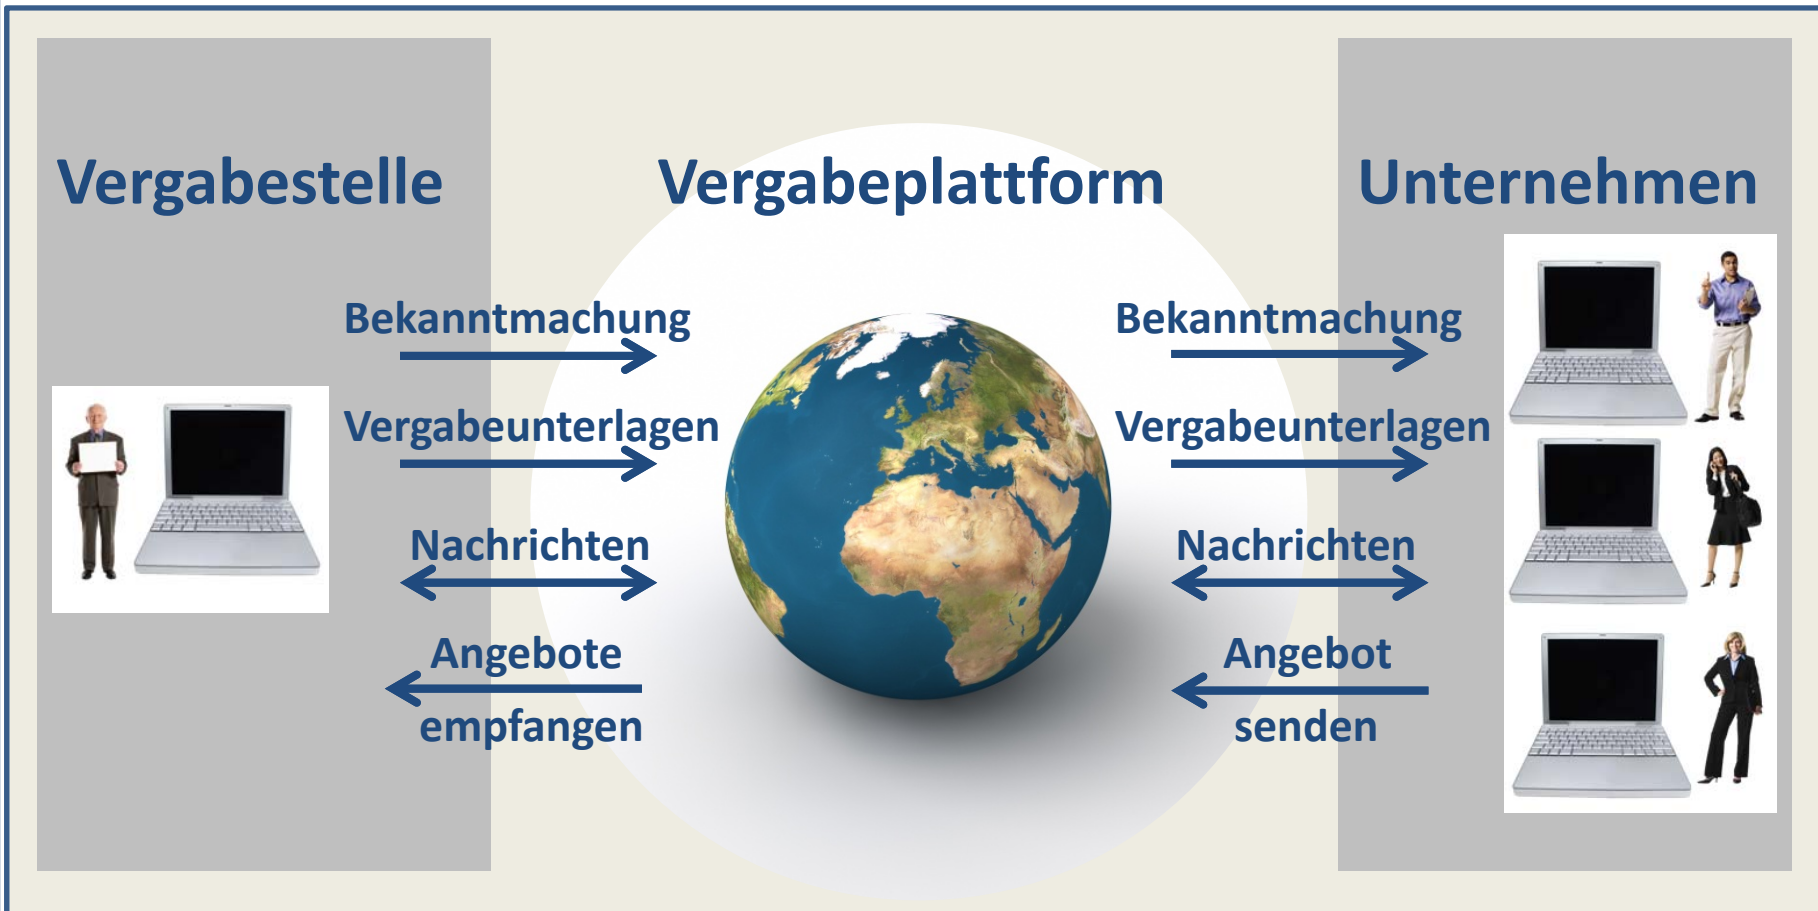 Vergabestelle
Vergabeplattform
Unternehmen
Bekanntmachung
Vergabeunterlagen
Nachrichten
Angebote
empfangen
Bekanntmachung
Vergabeunterlagen
Nachrichten
Angebot
senden